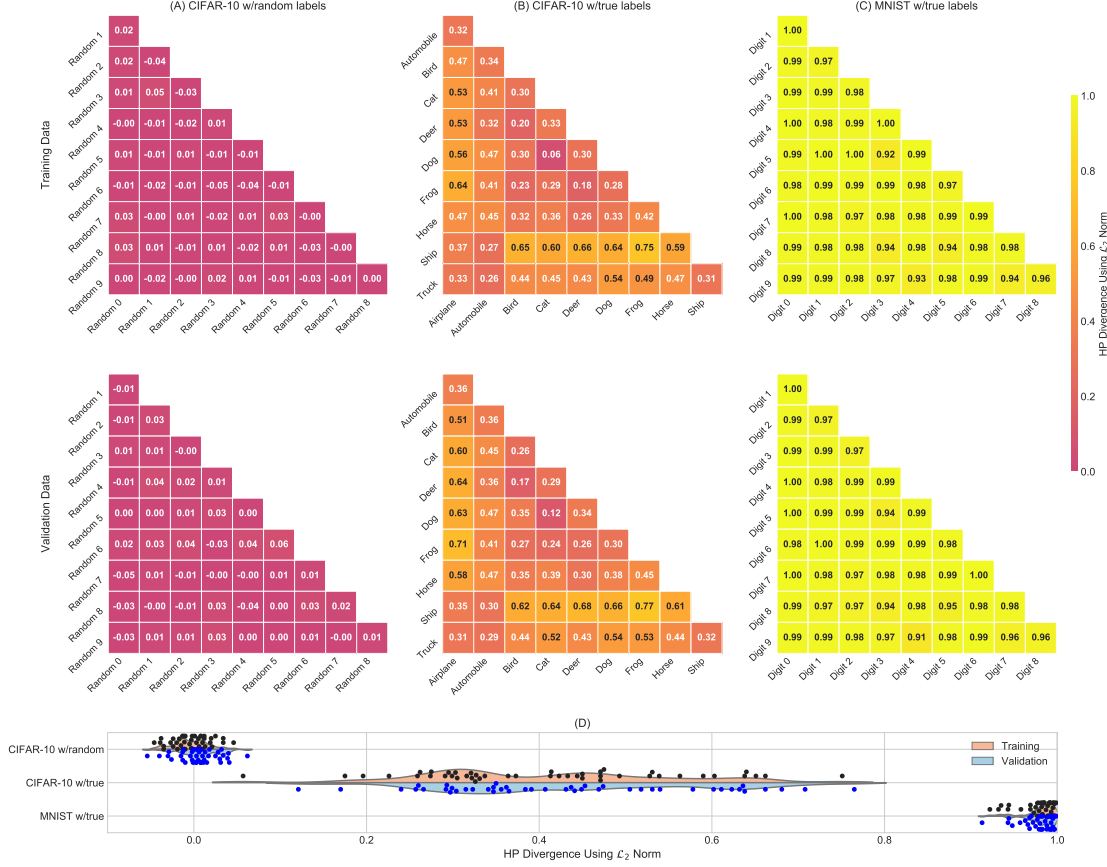 (A) CIFAR-10 w/random labels
(B) CIFAR-10 w/true labels
(C) MNIST w/true labels
Training Data
Random 1 0.02
Random 2 0.02 -0.04
Random 3 0.01 0.05 -0.03
Random 4 -0.00 -0.01 -0.02 0.01
Random 5 0.01 -0.01 0.01 -0.01 -0.01
Random 6 -0.01 -0.02 -0.01 -0.05 -0.04 -0.01
Random 7 0.03 -0.00 0.01 -0.02 0.01 0.03 -0.00
Random 8 0.03 0.01 -0.01 0.01 -0.02 0.01 -0.03 -0.00
Random 9 0.00 -0.02 -0.00 0.02 0.01 -0.01 -0.03 -0.01 0.00
Random 0 Random 1 Random 2 Random 3 Random 4 Random 5 Random 6 Random 7 Random 8
Automobile 0.32
Bird 0.47 0.34
Cat 0.53 0.41 0.30
Deer 0.53 0.32 0.20 0.33
Dog 0.56 0.47 0.30 0.06 0.30
Frog 0.64 0.41 0.23 0.29 0.18 0.28
Horse 0.47 0.45 0.32 0.36 0.26 0.33 0.42
Ship 0.37 0.27 0.65 0.60 0.66 0.64 0.75 0.59
Truck 0.33 0.26 0.44 0.45 0.43 0.54 0.49 0.47 0.31
Airplane Automobile Bird Cat Deer Dog Frog Horse Ship
Digit 1 1.00
Digit 2 0.99 0.97
Digit 3 0.99 0.99 0.98
Digit 4 1.00 0.98 0.99 1.00
Digit 5 0.99 1.00 1.00 0.92 0.99
Digit 6 0.98 0.99 0.99 0.99 0.98 0.97
Digit 7 1.00 0.98 0.97 0.98 0.98 0.99 0.99
Digit 8 0.99 0.98 0.98 0.94 0.98 0.94 0.98 0.98
Digit 9 0.99 0.99 0.98 0.97 0.93 0.98 0.99 0.94 0.96
Digit 0 Digit 1 Digit 2 Digit 3 Digit 4 Digit 5 Digit 6 Digit 7 Digit 8
1.0
0.8
0.6
0.4
0.2
0.0
HP Divergence Using ℒ₂ Norm
Validation Data
Random 1 -0.01
Random 2 -0.01 0.03
Random 3 0.01 0.01 -0.00
Random 4 -0.01 0.04 0.02 0.01
Random 5 0.00 0.00 0.01 0.03 0.00
Random 6 0.02 0.03 0.04 -0.03 0.04 0.06
Random 7 -0.05 0.01 -0.01 -0.00 -0.00 0.01 0.01
Random 8 -0.03 -0.00 -0.01 0.03 -0.04 0.00 0.03 0.02
Random 9 -0.03 0.01 0.01 0.03 0.00 0.00 0.01 -0.00 0.01
Random 0 Random 1 Random 2 Random 3 Random 4 Random 5 Random 6 Random 7 Random 8
Automobile 0.36
Bird 0.51 0.36
Cat 0.60 0.45 0.26
Deer 0.64 0.36 0.17 0.29
Dog 0.63 0.47 0.35 0.12 0.34
Frog 0.71 0.41 0.27 0.24 0.26 0.30
Horse 0.58 0.47 0.35 0.39 0.30 0.38 0.45
Ship 0.35 0.30 0.62 0.64 0.68 0.66 0.77 0.61
Truck 0.31 0.29 0.44 0.52 0.43 0.54 0.53 0.44 0.32
Airplane Automobile Bird Cat Deer Dog Frog Horse Ship
Digit 1 1.00
Digit 2 0.99 0.97
Digit 3 0.99 0.99 0.97
Digit 4 1.00 0.98 0.99 0.99
Digit 5 1.00 0.99 0.99 0.94 0.99
Digit 6 0.98 1.00 0.99 0.99 0.99 0.98
Digit 7 1.00 0.98 0.97 0.98 0.98 0.99 1.00
Digit 8 0.99 0.97 0.97 0.94 0.98 0.95 0.98 0.98
Digit 9 0.99 0.99 0.98 0.97 0.91 0.98 0.99 0.96 0.96
Digit 0 Digit 1 Digit 2 Digit 3 Digit 4 Digit 5 Digit 6 Digit 7 Digit 8
(D)
CIFAR-10 w/random
CIFAR-10 w/true
MNIST w/true
Training
Validation
0.0 0.2 0.4 0.6 0.8 1.0
HP Divergence Using ℒ₂ Norm